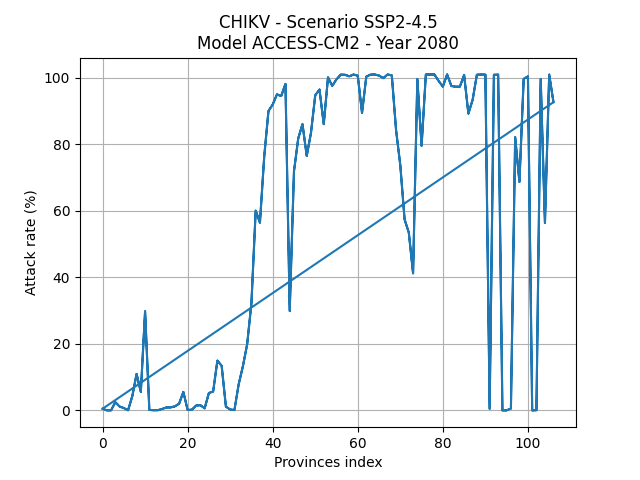 CHIKV - Scenario SSP2-4.5
Model ACCESS-CM2 - Year 2080
Attack rate (%)
100
80
60
40
20
0
0 20 40 60 80 100
Provinces index